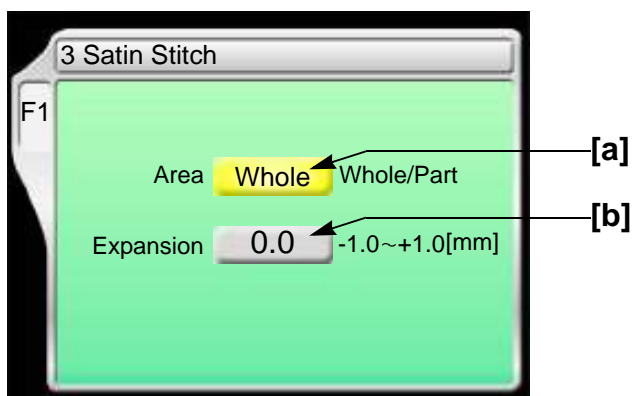 3 Satin Stitch
F1
Area Whole Whole/Part [a]
Expansion 0.0 -1.0~+1.0[mm] [b]